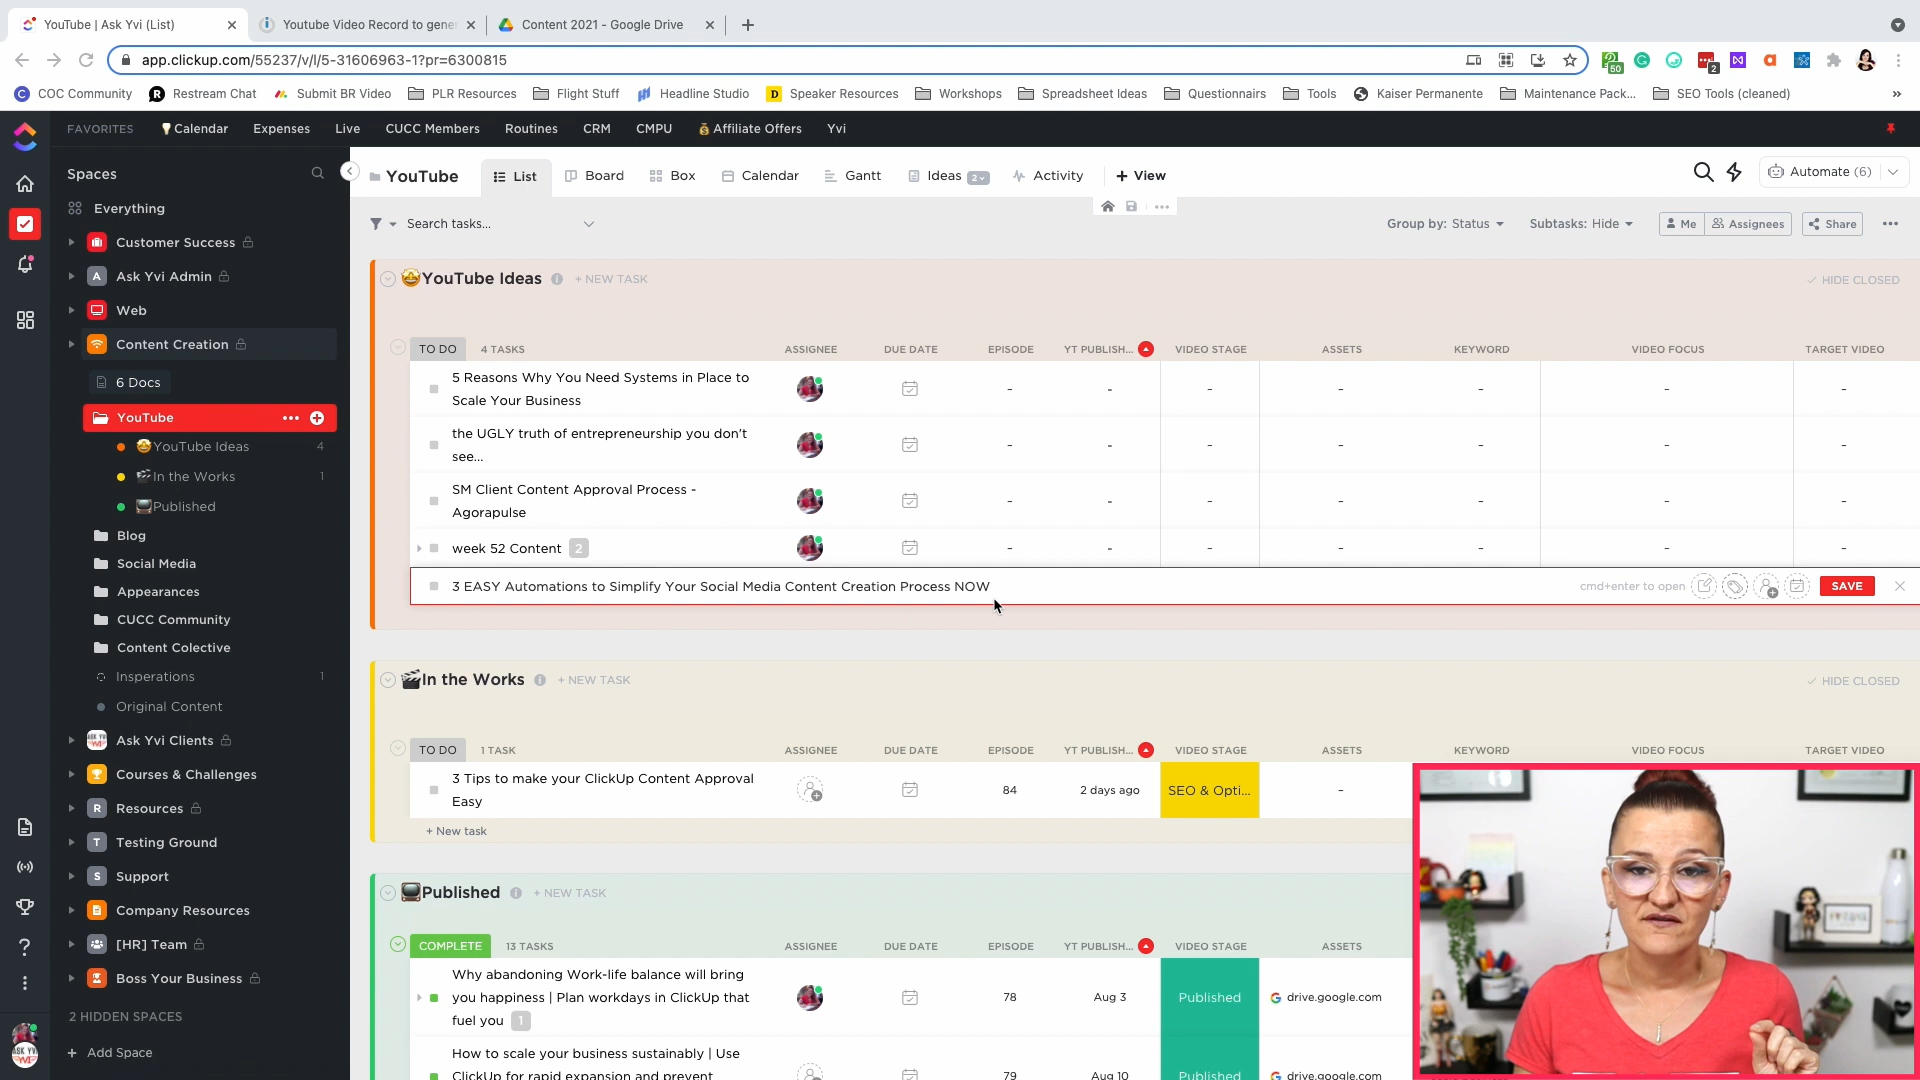 YouTube | Ask Yvi (List)
Youtube Video Record to gener
Content 2021 - Google Drive
app.clickup.com/55237/v/l/5-31606963-1?pr=6300815
50
2
COC Community
Restream Chat
Submit BR Video
PLR Resources
Flight Stuff
Headline Studio
Speaker Resources
Workshops
Spreadsheet Ideas
Questionnairs
Tools
Kaiser Permanente
Maintenance Pack...
SEO Tools (cleaned)
»
FAVORITES
Calendar
Expenses
Live
CUCC Members
Routines
CRM
CMPU
Affiliate Offers
Yvi
Spaces
Everything
Customer Success
A Ask Yvi Admin
Web
Content Creation
6 Docs
YouTube
YouTube Ideas 4
In the Works 1
Published
Blog
Social Media
Appearances
CUCC Community
Content Colective
Insperations 1
Original Content
Ask Yvi Clients
Courses & Challenges
R Resources
T Testing Ground
S Support
Company Resources
[HR] Team
Boss Your Business
2 HIDDEN SPACES
+ Add Space
ASK YVI
YouTube
List
Board
Box
Calendar
Gantt
Ideas 2
Activity
+ View
Automate (6)
Search tasks...
Group by: Status
Subtasks: Hide
Me
Assignees
Share
YouTube Ideas + NEW TASK
HIDE CLOSED
TO DO 4 TASKS ASSIGNEE DUE DATE EPISODE YT PUBLISH... VIDEO STAGE ASSETS KEYWORD VIDEO FOCUS TARGET VIDEO
5 Reasons Why You Need Systems in Place to
Scale Your Business
- - - - - - -
the UGLY truth of entrepreneurship you don't
see...
- - - - - - -
SM Client Content Approval Process -
Agorapulse
- - - - - - -
week 52 Content 2 - - - - - - -
3 EASY Automations to Simplify Your Social Media Content Creation Process NOW
cmd+enter to open
SAVE
In the Works + NEW TASK
HIDE CLOSED
TO DO 1 TASK ASSIGNEE DUE DATE EPISODE YT PUBLISH... VIDEO STAGE ASSETS KEYWORD VIDEO FOCUS TARGET VIDEO
3 Tips to make your ClickUp Content Approval
Easy
84 2 days ago SEO & Opti... -
+ New task
Published + NEW TASK
COMPLETE 13 TASKS ASSIGNEE DUE DATE EPISODE YT PUBLISH... VIDEO STAGE ASSETS
Why abandoning Work-life balance will bring
you happiness | Plan workdays in ClickUp that
fuel you 1
78 Aug 3 Published drive.google.com
How to scale your business sustainably | Use
ClickUp for rapid expansion and prevent
79 Aug 10 Published drive.google.com